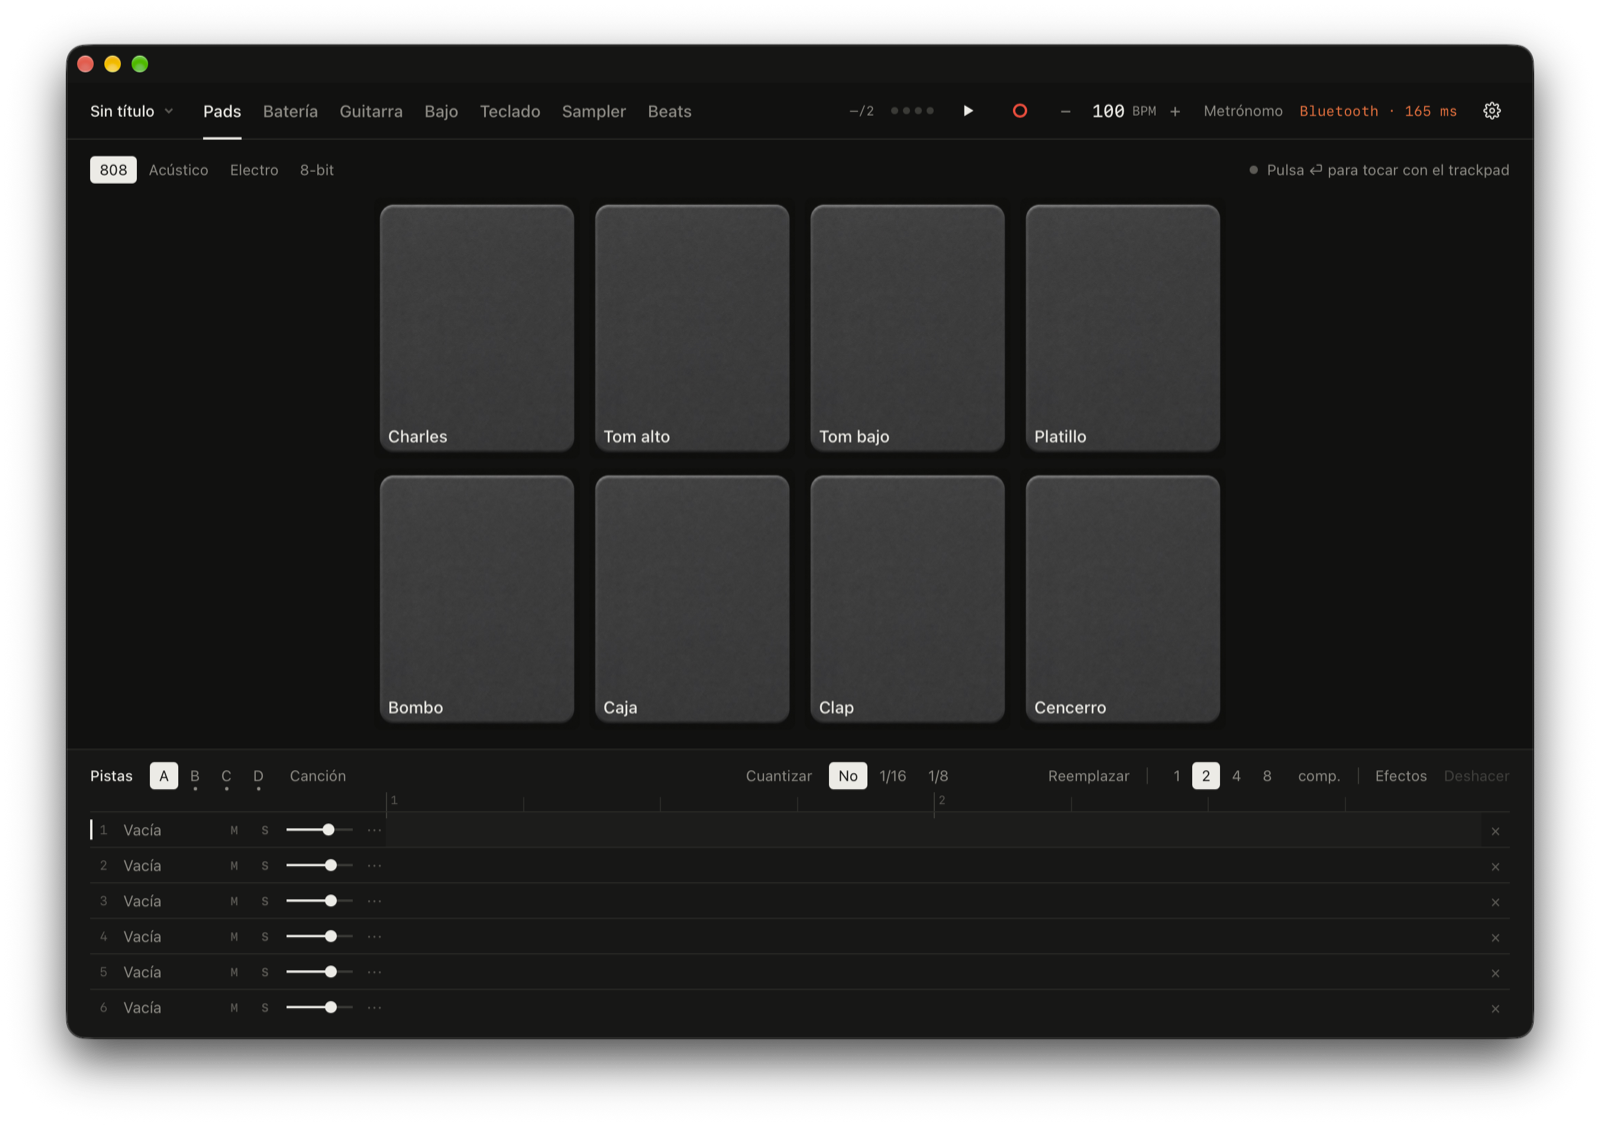 Sin título Pads Batería Guitarra Bajo Teclado Sampler Beats –/2 – 100 BPM + Metrónomo Bluetooth · 165 ms
808 Acústico Electro 8-bit Pulsa ⏎ para tocar con el trackpad
Charles Tom alto Tom bajo Platillo
Bombo Caja Clap Cencerro
Pistas A B C D Canción Cuantizar No 1/16 1/8 Reemplazar 1 2 4 8 comp. Efectos Deshacer
1 2
1 Vacía M S ··· ×
2 Vacía M S ··· ×
3 Vacía M S ··· ×
4 Vacía M S ··· ×
5 Vacía M S ··· ×
6 Vacía M S ··· ×